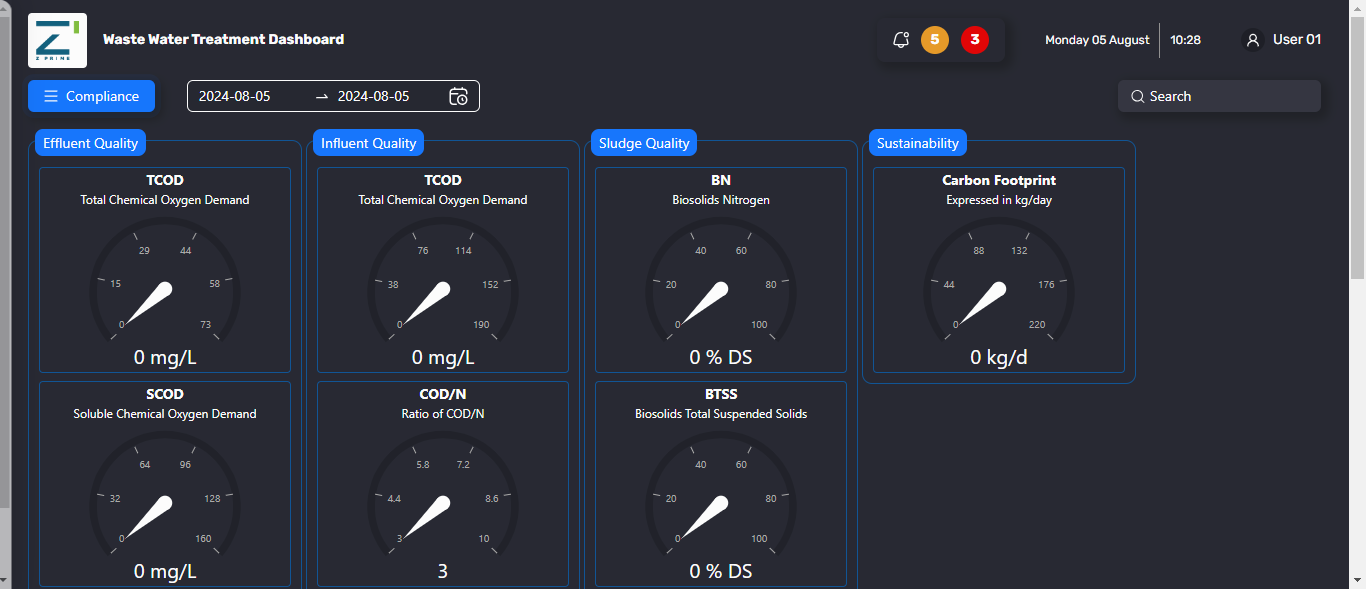 Z PRIME
Waste Water Treatment Dashboard
5
3
Monday 05 August
10:28
User 01
Compliance
2024-08-05 → 2024-08-05
Search
Effluent Quality
TCOD
Total Chemical Oxygen Demand
29 44
15 58
0 73
0 mg/L
SCOD
Soluble Chemical Oxygen Demand
64 96
32 128
0 160
0 mg/L
Influent Quality
TCOD
Total Chemical Oxygen Demand
76 114
38 152
0 190
0 mg/L
COD/N
Ratio of COD/N
5.8 7.2
4.4 8.6
3 10
3
Sludge Quality
BN
Biosolids Nitrogen
40 60
20 80
0 100
0 % DS
BTSS
Biosolids Total Suspended Solids
40 60
20 80
0 100
0 % DS
Sustainability
Carbon Footprint
Expressed in kg/day
88 132
44 176
0 220
0 kg/d